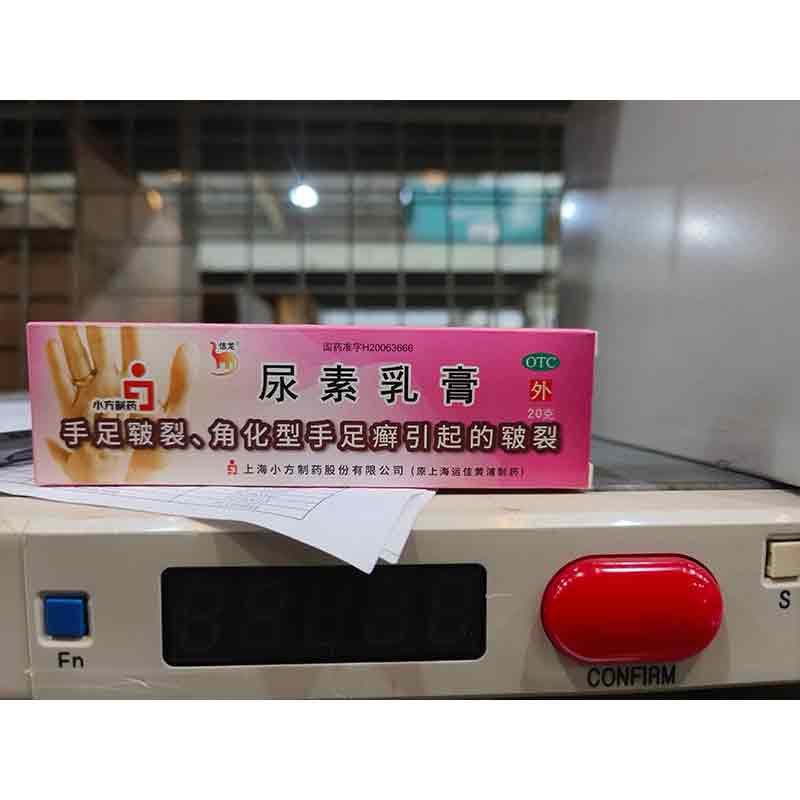 信龙
国药准字H20063666
OTC
尿素乳膏
外
小方制药
20克
手足皲裂、角化型手足癣引起的皲裂
上海小方制药股份有限公司(原上海运佳黄浦制药)
Fn
CONFIRM
S